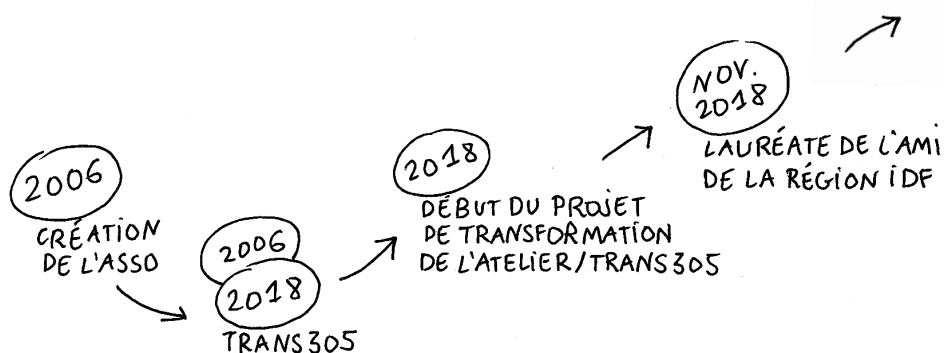 2006
CRÉATION
DE L'ASSO
2006
2018
TRANS305
2018
DÉBUT DU PROJET
DE TRANSFORMATION
DE L'ATELIER/TRANS305
NOV.
2018
LAURÉATE DE L'AMI
DE LA RÉGION IDF